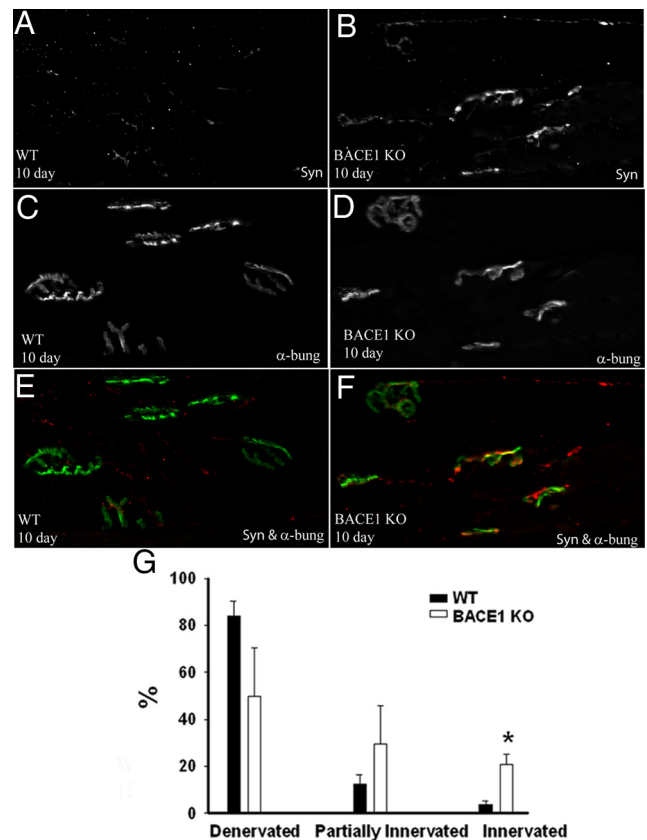 A
WT
10 day
Syn
B
BACE1 KO
10 day
Syn
C
WT
10 day
α-bung
D
BACE1 KO
10 day
α-bung
E
WT
10 day
Syn & α-bung
F
BACE1 KO
10 day
Syn & α-bung
G
100
80
60
40
20
0
%
WT
BACE1 KO
*
Denervated Partially Innervated Innervated